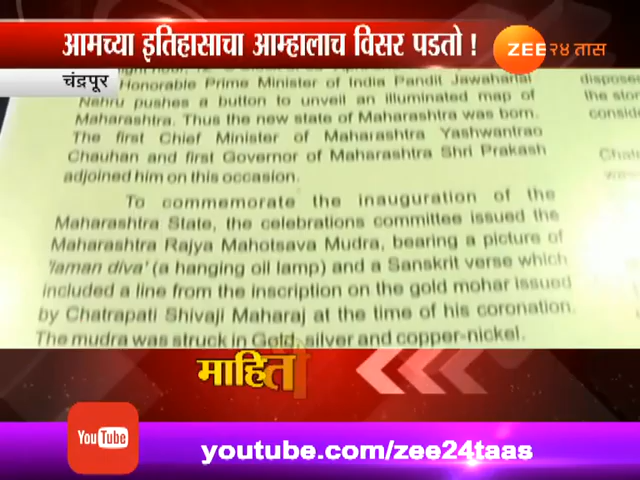 आमच्या इतिहासाचा आम्हालाच विसर पडतो !
ZEE २४ तास
चंद्रपूर
Honorable Prime Minister of India Pandit Jawaharlal
Nehru pushes a button to unveil an illuminated map of
Maharashtra. Thus the new state of Maharashtra was born.
The first Chief Minister of Maharashtra Yashwantrao
Chauhan and first Governor of Maharashtra Shri Prakash
adjoined him on this occasion.
To commemorate the inauguration of the
Maharashtra State, the celebrations committee issued the
Maharashtra Rajya Mahotsava Mudra, bearing a picture of
'laman diva' (a hanging oil lamp) and a Sanskrit verse which
included a line from the inscription on the gold mohar issued
by Chatrapati Shivaji Maharaj at the time of his coronation.
The mudra was struck in Gold, silver and copper-nickel.
माहिती
YouTube
youtube.com/zee24taas